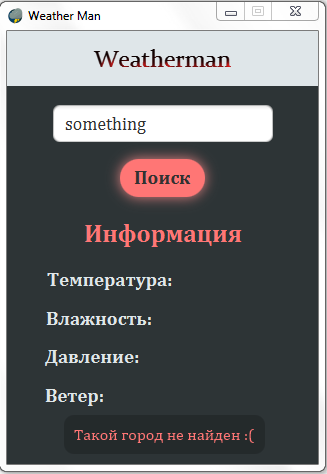 Weather Man
Weatherman
something
Поиск
Информация
Температура:
Влажность:
Давление:
Ветер:
Такой город не найден :(